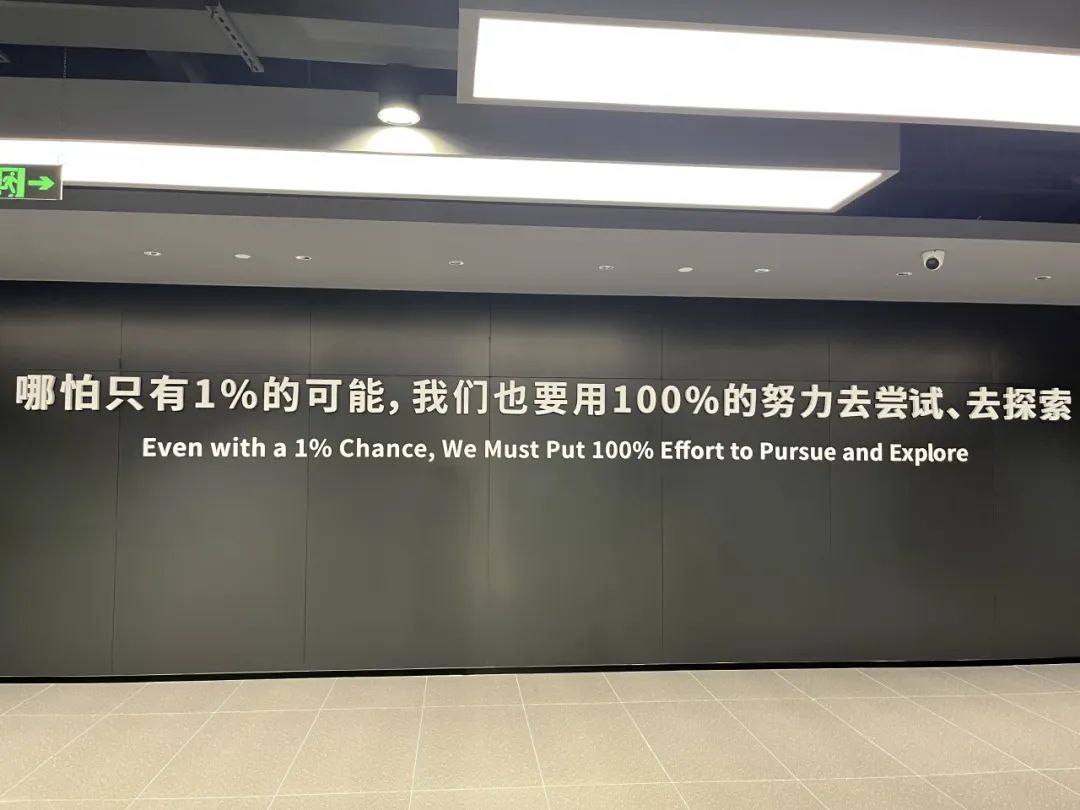 哪怕只有1%的可能，我们也要用100%的努力去尝试、去探索
Even with a 1% Chance, We Must Put 100% Effort to Pursue and Explore